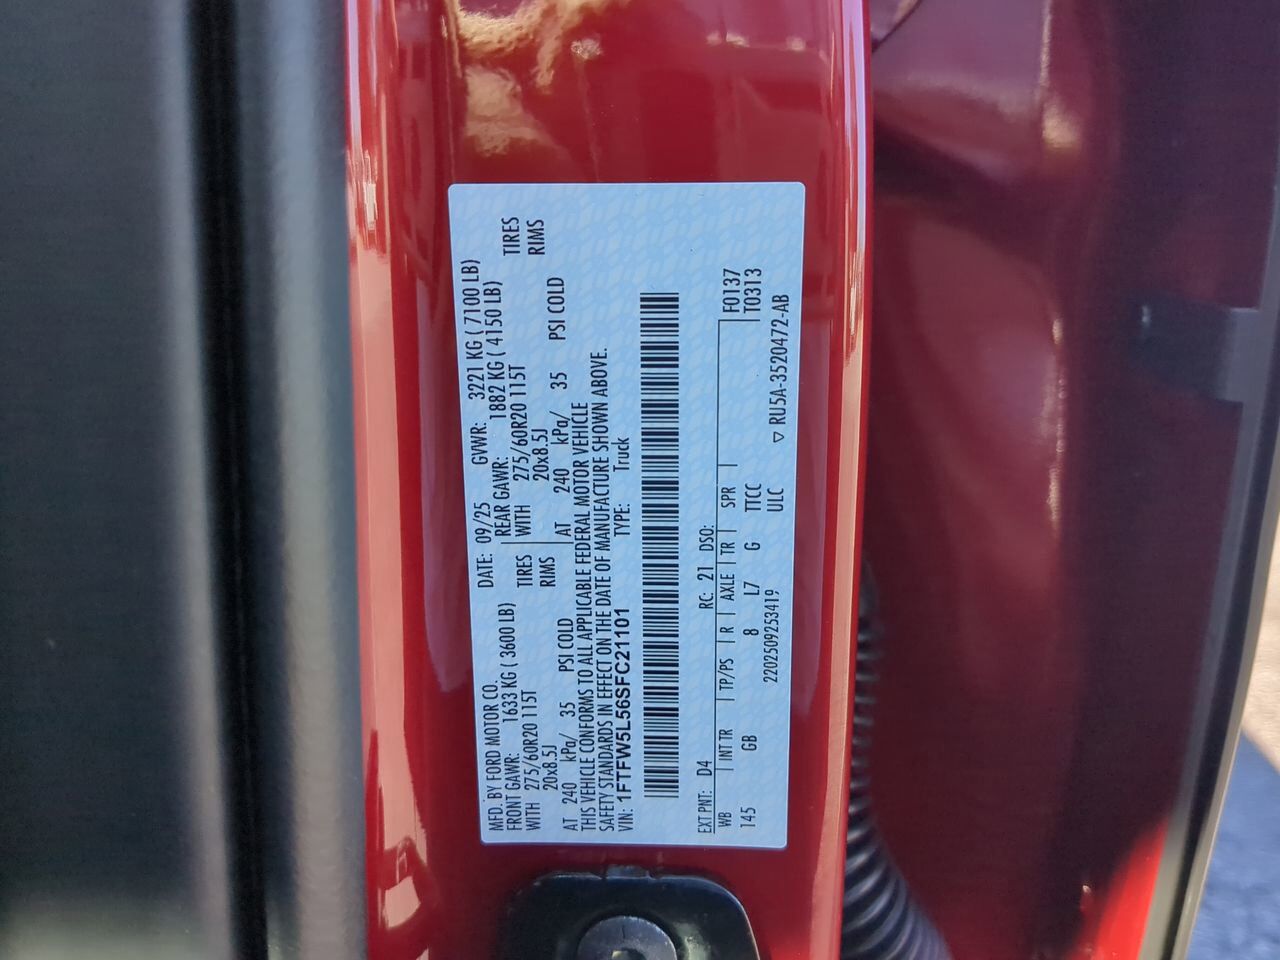 MFD. BY FORD MOTOR CO. DATE: 09/25 GVWR: 3221 KG ( 7100 LB)
FRONT GAWR: 1633 KG ( 3600 LB) REAR GAWR: 1882 KG ( 4150 LB)
WITH 275/60R20 115T TIRES WITH 275/60R20 115T TIRES
20x8.5J RIMS 20x8.5J RIMS
AT 240 kPa/ 35 PSI COLD AT 240 kPa/ 35 PSI COLD
THIS VEHICLE CONFORMS TO ALL APPLICABLE FEDERAL MOTOR VEHICLE
SAFETY STANDARDS IN EFFECT ON THE DATE OF MANUFACTURE SHOWN ABOVE.
VIN: 1FTFW5L56SFC21101 TYPE: Truck
EXT PNT: D4 RC: 21 DSO: F0137
WB INT TR TP/PS R AXLE TR SPR T0313
145 GB 8 L7 G TTCC
2202509253419 ULC ▽ RU5A-3520472-AB